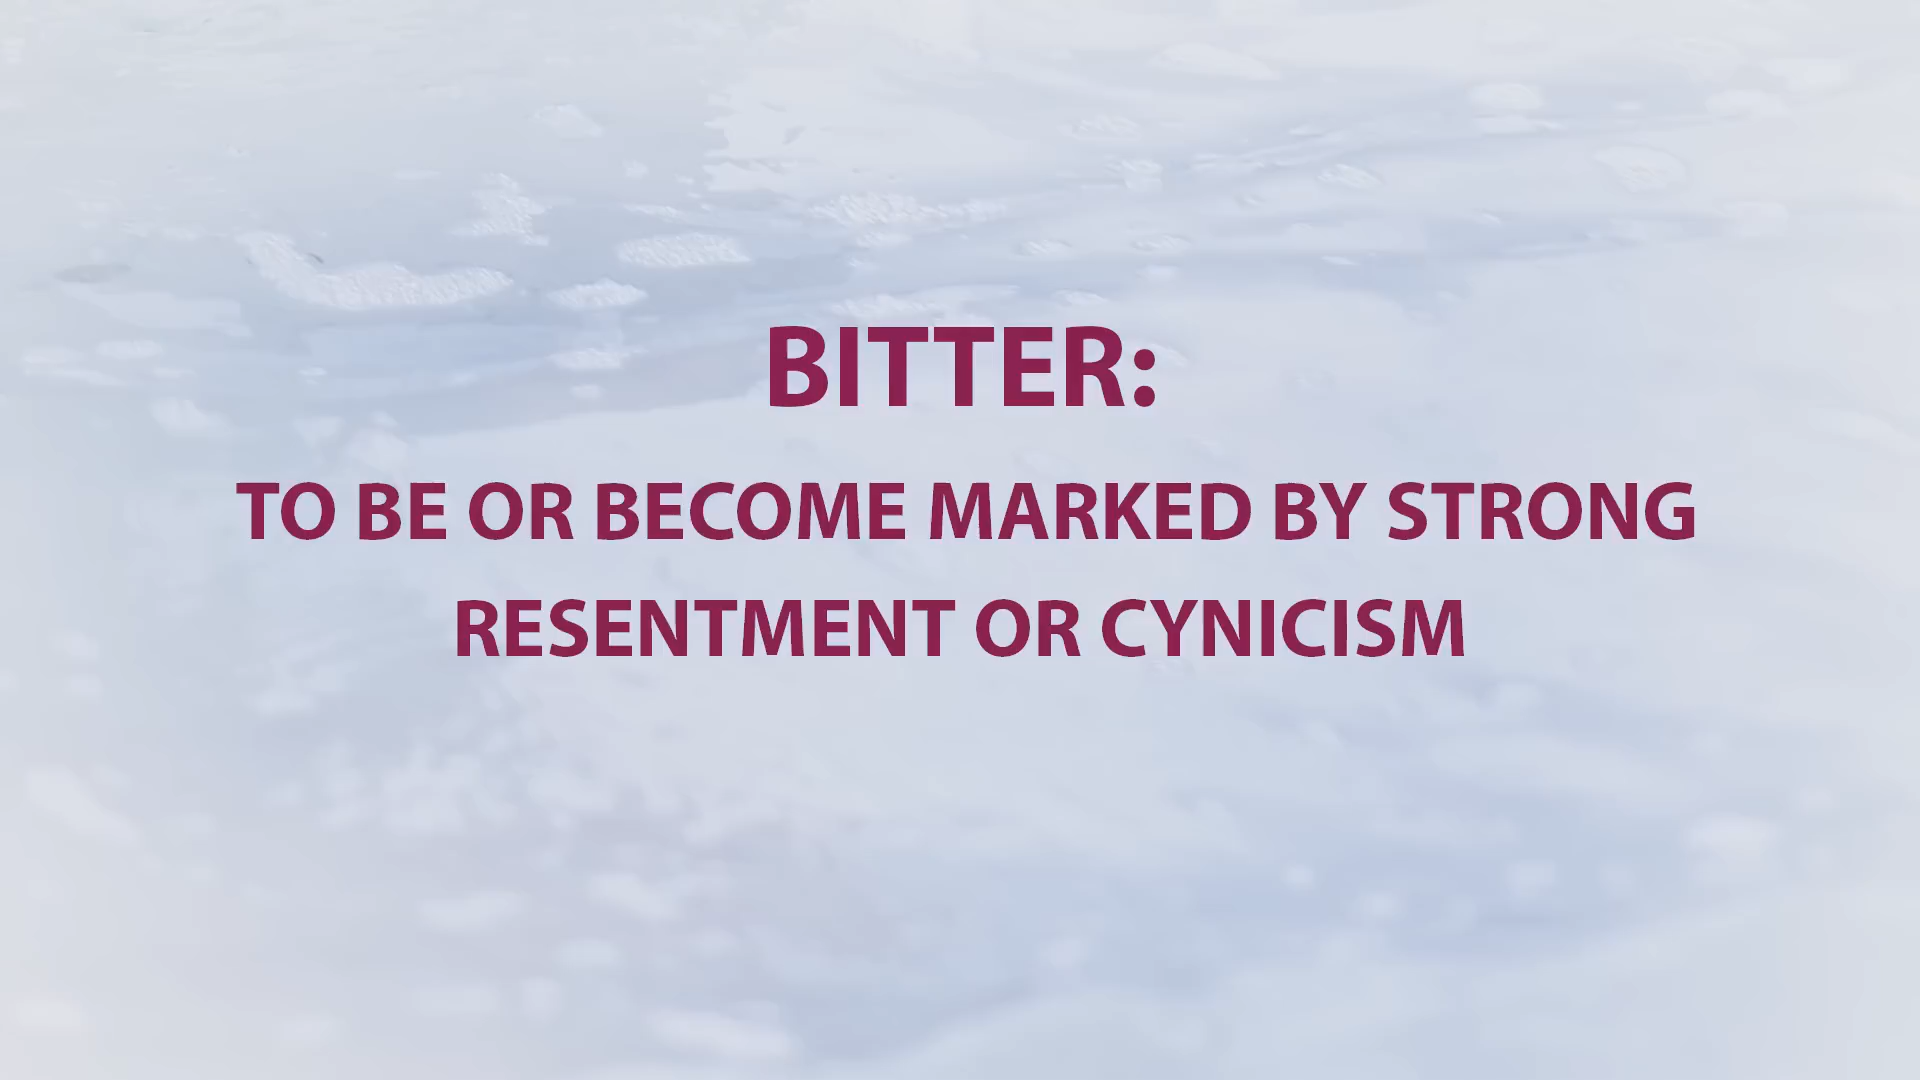 BITTER:
TO BE OR BECOME MARKED BY STRONG
RESENTMENT OR CYNICISM